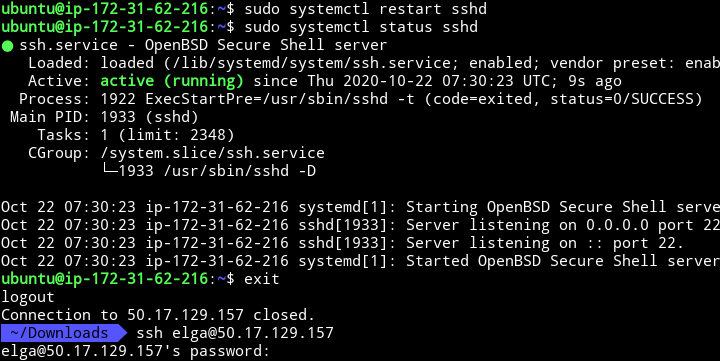 ubuntu@ip-172-31-62-216:~$ sudo systemctl restart sshd
ubuntu@ip-172-31-62-216:~$ sudo systemctl status sshd
● ssh.service - OpenBSD Secure Shell server
   Loaded: loaded (/lib/systemd/system/ssh.service; enabled; vendor preset: enab
   Active: active (running) since Thu 2020-10-22 07:30:23 UTC; 9s ago
  Process: 1922 ExecStartPre=/usr/sbin/sshd -t (code=exited, status=0/SUCCESS)
 Main PID: 1933 (sshd)
    Tasks: 1 (limit: 2348)
   CGroup: /system.slice/ssh.service
           └─1933 /usr/sbin/sshd -D
Oct 22 07:30:23 ip-172-31-62-216 systemd[1]: Starting OpenBSD Secure Shell serve
Oct 22 07:30:23 ip-172-31-62-216 sshd[1933]: Server listening on 0.0.0.0 port 22
Oct 22 07:30:23 ip-172-31-62-216 sshd[1933]: Server listening on :: port 22.
Oct 22 07:30:23 ip-172-31-62-216 systemd[1]: Started OpenBSD Secure Shell server
ubuntu@ip-172-31-62-216:~$ exit
logout
Connection to 50.17.129.157 closed.
~/Downloads ssh elga@50.17.129.157
elga@50.17.129.157's password: